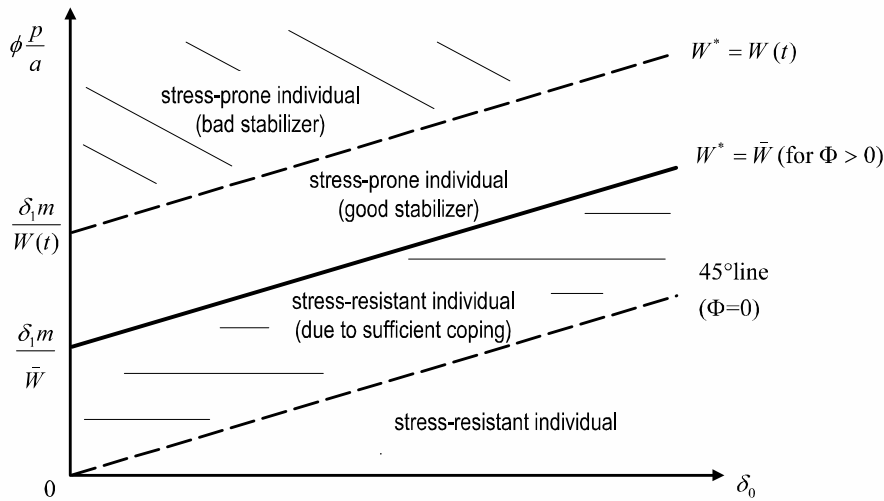 ϕ p/a
W* = W(t)
stress-prone individual
(bad stabilizer)
W* = W̄ (for Φ > 0)
stress-prone individual
(good stabilizer)
δ₁m/W(t)
45°line
(Φ=0)
stress-resistant individual
(due to sufficient coping)
δ₁m/W̄
stress-resistant individual
0
δ₀